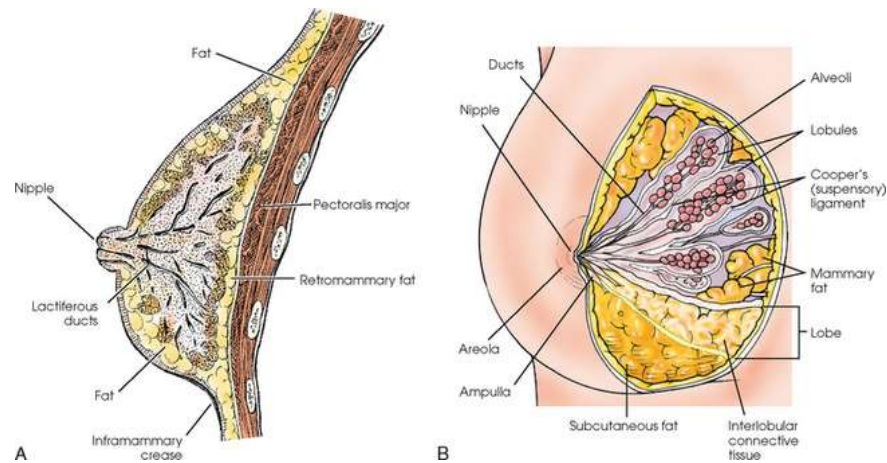 Fat
Nipple
Pectoralis major
Retromammary fat
Lactiferous
ducts
Fat
Inframammary
crease
A
Ducts
Nipple
Alveoli
Lobules
Cooper's
(suspensory)
ligament
Mammary
fat
Lobe
Areola
Ampulla
Subcutaneous fat
Interlobular
connective
tissue
B